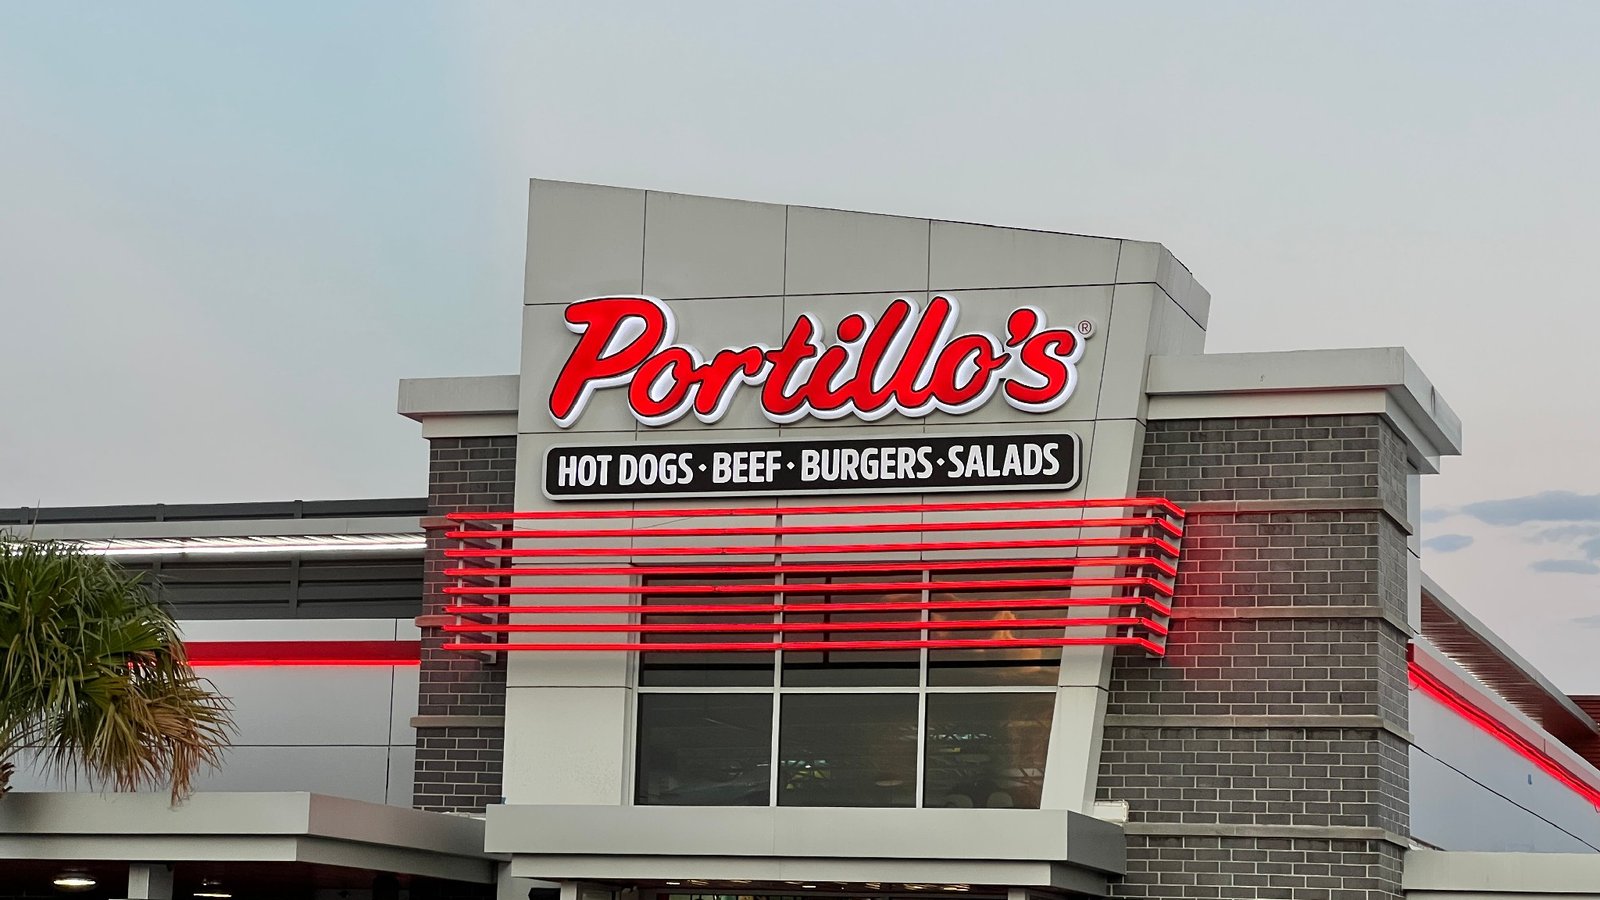 Portillo's®
HOT DOGS · BEEF · BURGERS · SALADS